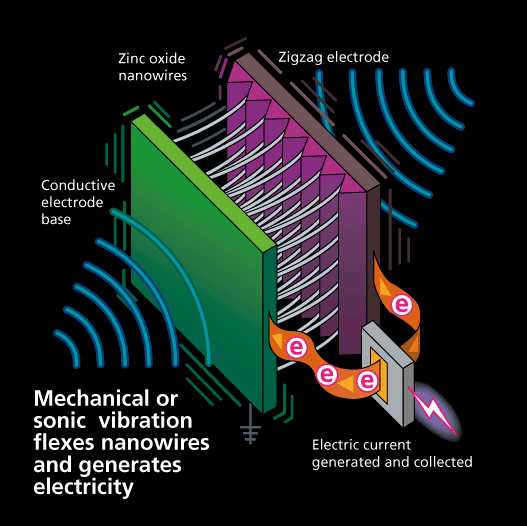 Zinc oxide
nanowires
Zigzag electrode
Conductive
electrode
base
e
e
e
e
Mechanical or
sonic vibration
flexes nanowires
and generates
electricity
Electric current
generated and collected